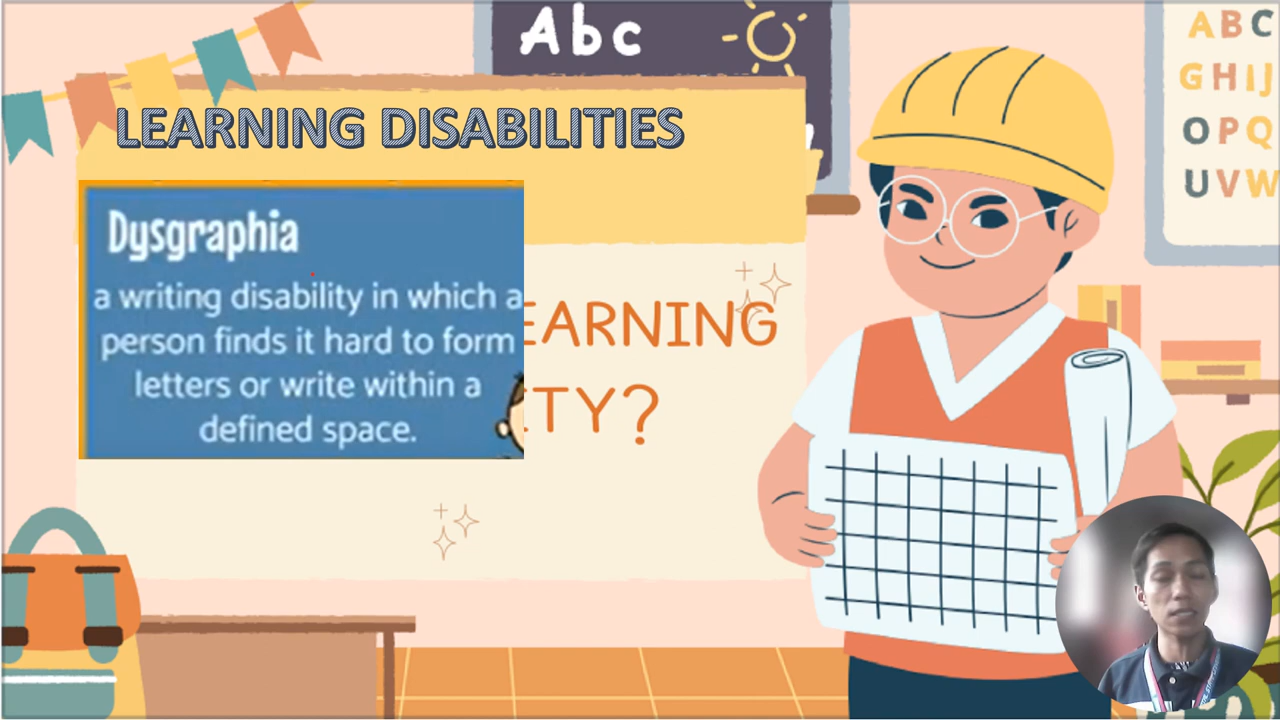 Abc
ABC
GHIJ
OPQ
UVW
LEARNING DISABILITIES
Dysgraphia
a writing disability in which a
person finds it hard to form
letters or write within a
defined space.
EARNING
TY?